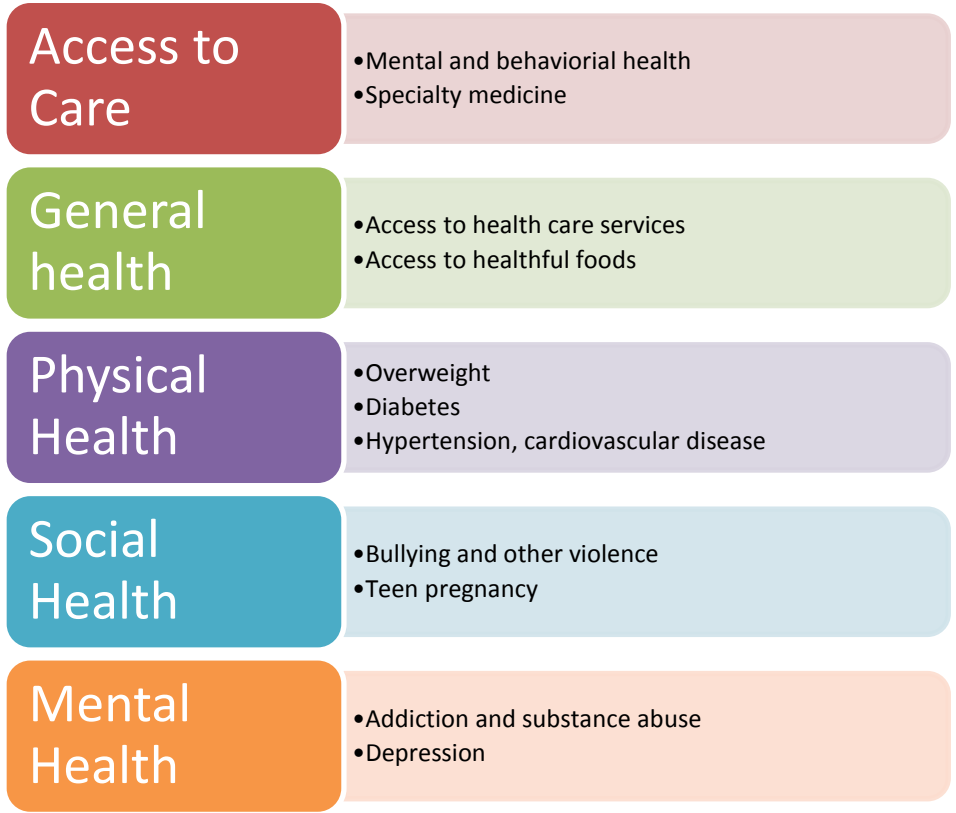 Access to
Care
•Mental and behaviorial health
•Specialty medicine
General
health
•Access to health care services
•Access to healthful foods
Physical
Health
•Overweight
•Diabetes
•Hypertension, cardiovascular disease
Social
Health
•Bullying and other violence
•Teen pregnancy
Mental
Health
•Addiction and substance abuse
•Depression